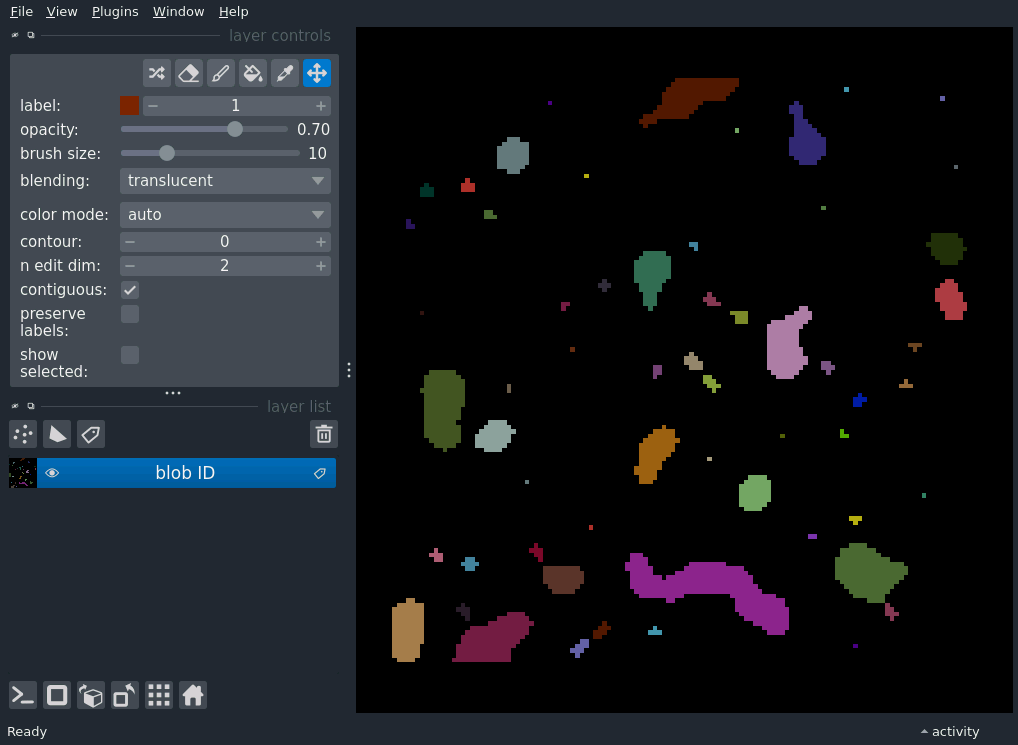 File View Plugins Window Help
layer controls
label: 1
opacity: 0.70
brush size: 10
blending: translucent
color mode: auto
contour: 0
n edit dim: 2
contiguous:
preserve
labels:
show
selected:
layer list
blob ID
Ready activity